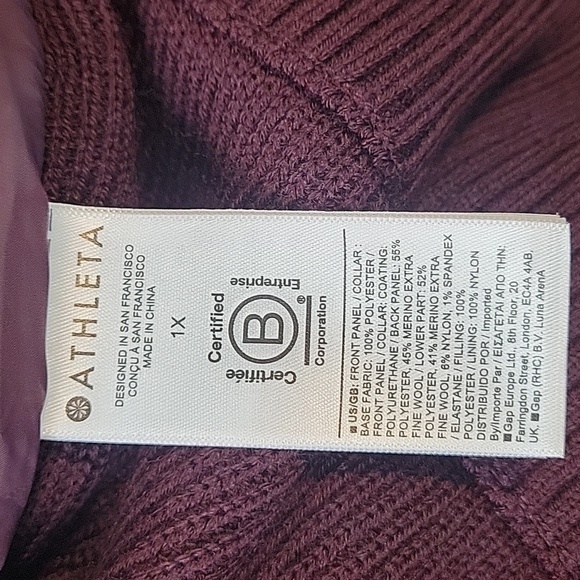 ATHLETA
DESIGNED IN SAN FRANCISCO
CONÇU À SAN FRANCISCO
MADE IN CHINA
1X
Certified
Certifiée
Entreprise
B
®
Corporation
US/GB: FRONT PANEL / COLLAR :
BASE FABRIC: 100% POLYESTER /
FRONT PANEL / COLLAR: COATING:
POLYURETHANE / BACK PANEL: 55%
POLYESTER, 45% MERINO EXTRA
FINE WOOL / LOWER PART: 52%
POLYESTER, 41% MERINO EXTRA
FINE WOOL, 6% NYLON, 1% SPANDEX
/ ELASTANE / FILLING: 100%
POLYESTER / LINING: 100% NYLON
DISTRIBUIDO POR / Imported
By/Importe Par / ΕΙΣΑΓΕΤΑΙ ΑΠΟ ΤΗΝ:
Gap Europe Ltd., 8th Floor, 20
Farringdon Street, London, EC4A 4AB,
UK. Gap (RHC) B.V. Luna ArenA